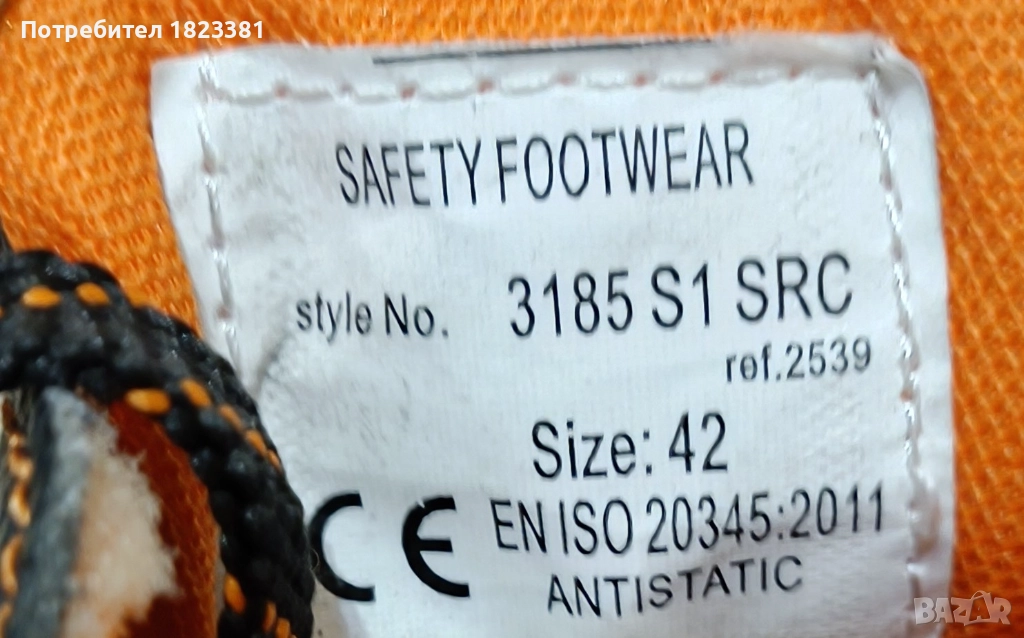 Потребител 1823381
SAFETY FOOTWEAR
style No. 3185 S1 SRC
ref.2539
Size: 42
CE EN ISO 20345:2011
ANTISTATIC
BAZAR